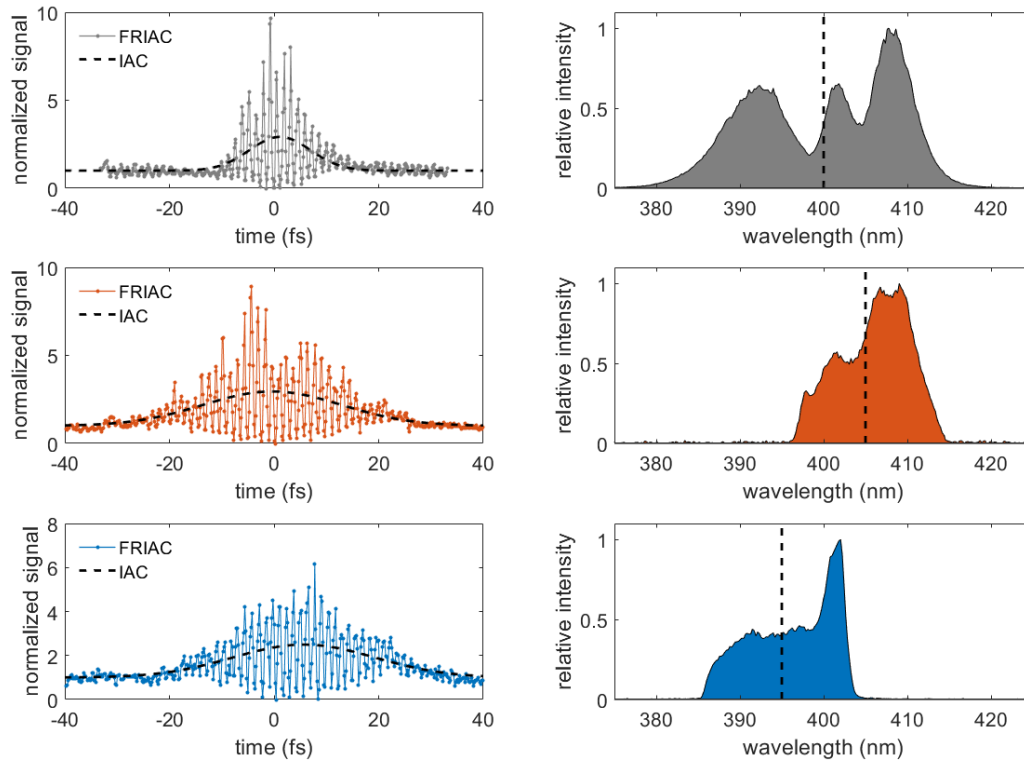 normalized signal
10
5
0
FRIAC
IAC
-40 -20 0 20 40
time (fs)
relative intensity
1
0.5
0
380 390 400 410 420
wavelength (nm)
normalized signal
10
5
0
FRIAC
IAC
-40 -20 0 20 40
time (fs)
relative intensity
1
0.5
0
380 390 400 410 420
wavelength (nm)
normalized signal
8
6
4
2
0
FRIAC
IAC
-40 -20 0 20 40
time (fs)
relative intensity
1
0.5
0
380 390 400 410 420
wavelength (nm)